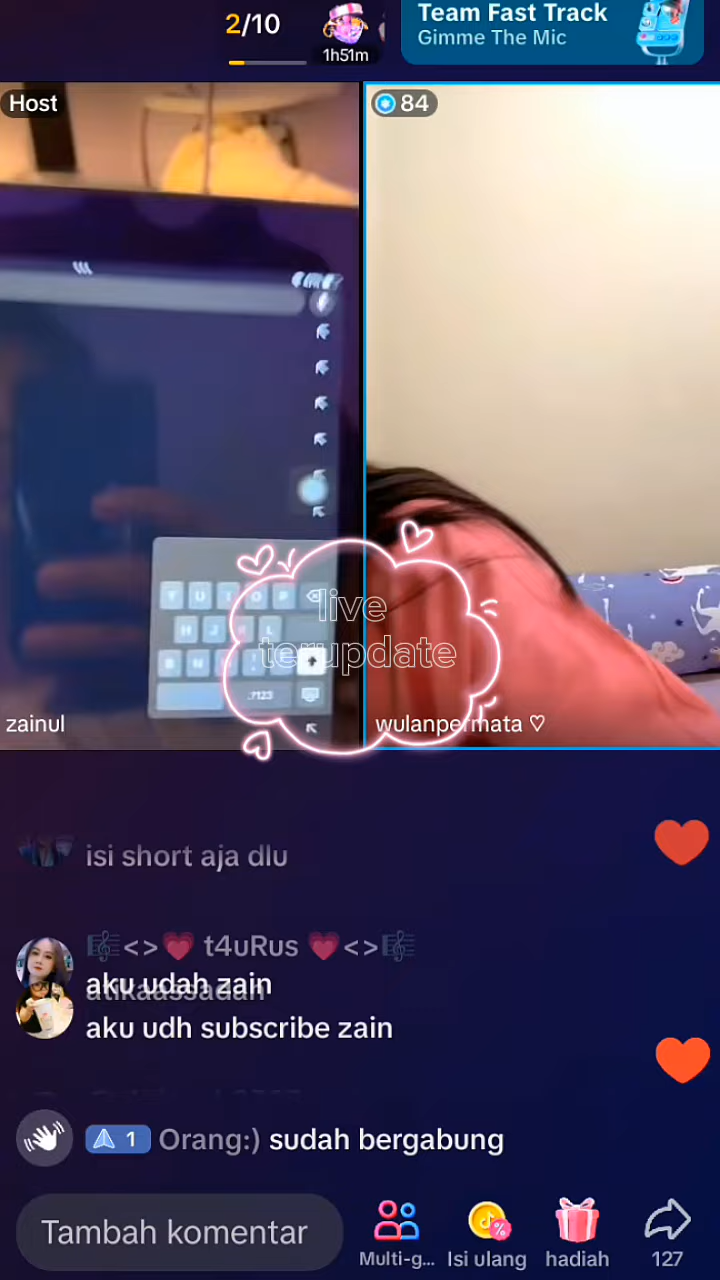 2/10
1h51m
Team Fast Track
Gimme The Mic
Host
84
T U I O P
H J K L
B N
.?123
live
terupdate
zainul
wulanpermata ♡
isi short aja dlu
🎼<>💗 t4uRus 💗<>🎼
aku udah zain
atikaassadah
aku udh subscribe zain
1 Orang:) sudah bergabung
Tambah komentar
Multi-g... Isi ulang hadiah 127